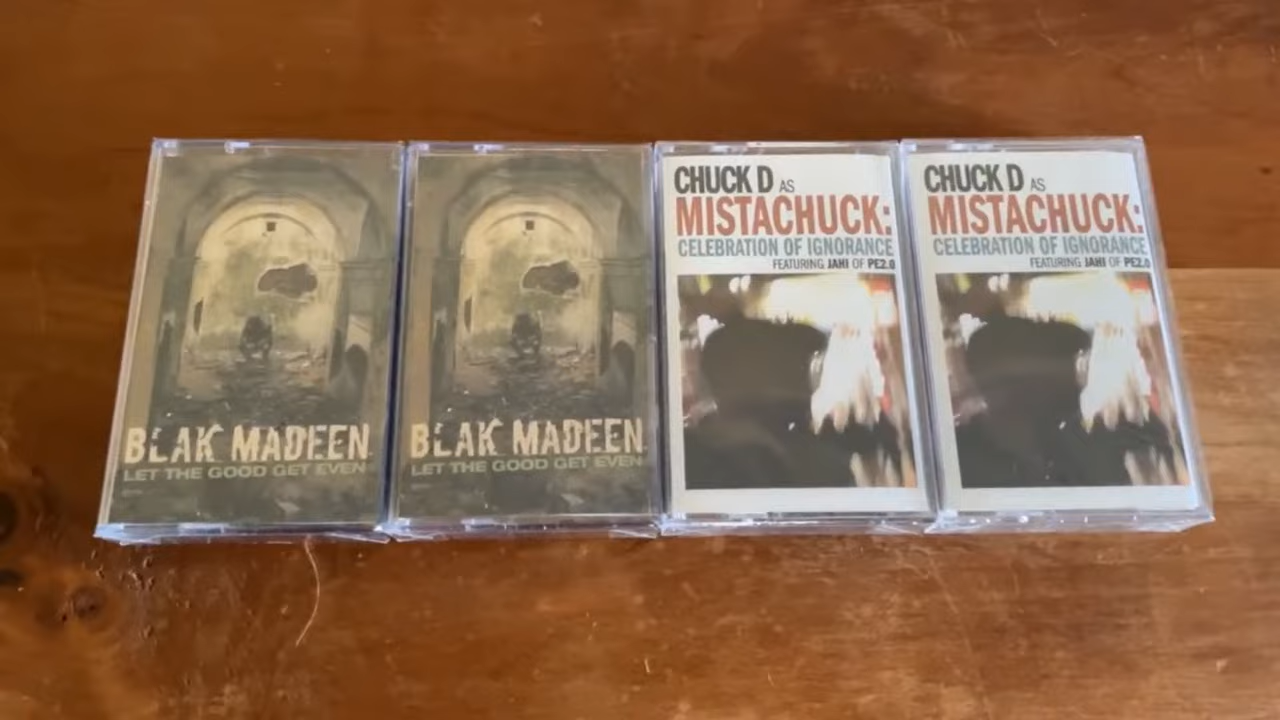 BLAK MADEEN
LET THE GOOD GET EVEN
BLAK MADEEN
LET THE GOOD GET EVEN
CHUCK D AS
MISTACHUCK:
CELEBRATION OF IGNORANCE
FEATURING JAHI OF PE2.0
CHUCK D AS
MISTACHUCK:
CELEBRATION OF IGNORANCE
FEATURING JAHI OF PE2.0